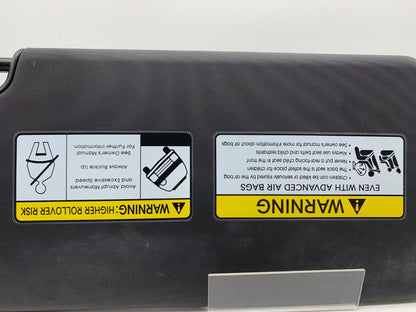 WARNING
EVEN WITH ADVANCED AIR BAGS
• Children can be killed or seriously injured by the air bag
• The back seat is the safest place for children
• Never put a rear-facing child seat in the front
• Always use seat belts and child restraints
• See owner's manual for more information about air bags
WARNING: HIGHER ROLLOVER RISK
Avoid Abrupt Maneuvers
and Excessive Speed.
Always Buckle Up.
See Owner's Manual
For Further Information.